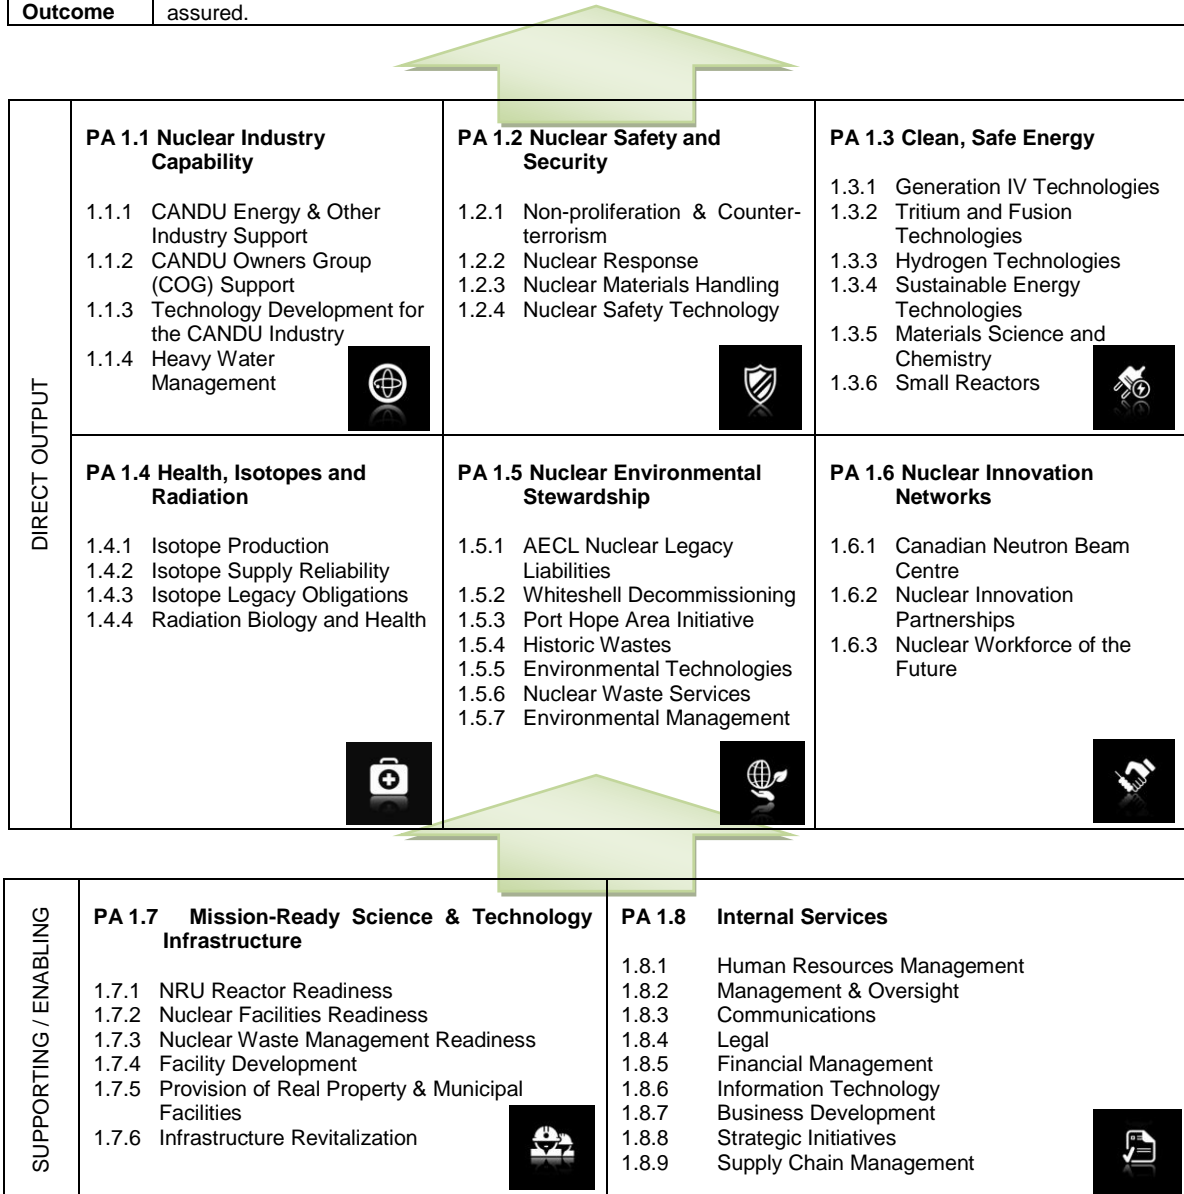 Outcome assured.
DIRECT OUTPUT
PA 1.1 Nuclear Industry
Capability
1.1.1 CANDU Energy & Other
Industry Support
1.1.2 CANDU Owners Group
(COG) Support
1.1.3 Technology Development for
the CANDU Industry
1.1.4 Heavy Water
Management
PA 1.2 Nuclear Safety and
Security
1.2.1 Non-proliferation & Counter-
terrorism
1.2.2 Nuclear Response
1.2.3 Nuclear Materials Handling
1.2.4 Nuclear Safety Technology
PA 1.3 Clean, Safe Energy
1.3.1 Generation IV Technologies
1.3.2 Tritium and Fusion
Technologies
1.3.3 Hydrogen Technologies
1.3.4 Sustainable Energy
Technologies
1.3.5 Materials Science and
Chemistry
1.3.6 Small Reactors
PA 1.4 Health, Isotopes and
Radiation
1.4.1 Isotope Production
1.4.2 Isotope Supply Reliability
1.4.3 Isotope Legacy Obligations
1.4.4 Radiation Biology and Health
PA 1.5 Nuclear Environmental
Stewardship
1.5.1 AECL Nuclear Legacy
Liabilities
1.5.2 Whiteshell Decommissioning
1.5.3 Port Hope Area Initiative
1.5.4 Historic Wastes
1.5.5 Environmental Technologies
1.5.6 Nuclear Waste Services
1.5.7 Environmental Management
PA 1.6 Nuclear Innovation
Networks
1.6.1 Canadian Neutron Beam
Centre
1.6.2 Nuclear Innovation
Partnerships
1.6.3 Nuclear Workforce of the
Future
SUPPORTING / ENABLING
PA 1.7 Mission-Ready Science & Technology
Infrastructure
1.7.1 NRU Reactor Readiness
1.7.2 Nuclear Facilities Readiness
1.7.3 Nuclear Waste Management Readiness
1.7.4 Facility Development
1.7.5 Provision of Real Property & Municipal
Facilities
1.7.6 Infrastructure Revitalization
PA 1.8 Internal Services
1.8.1 Human Resources Management
1.8.2 Management & Oversight
1.8.3 Communications
1.8.4 Legal
1.8.5 Financial Management
1.8.6 Information Technology
1.8.7 Business Development
1.8.8 Strategic Initiatives
1.8.9 Supply Chain Management